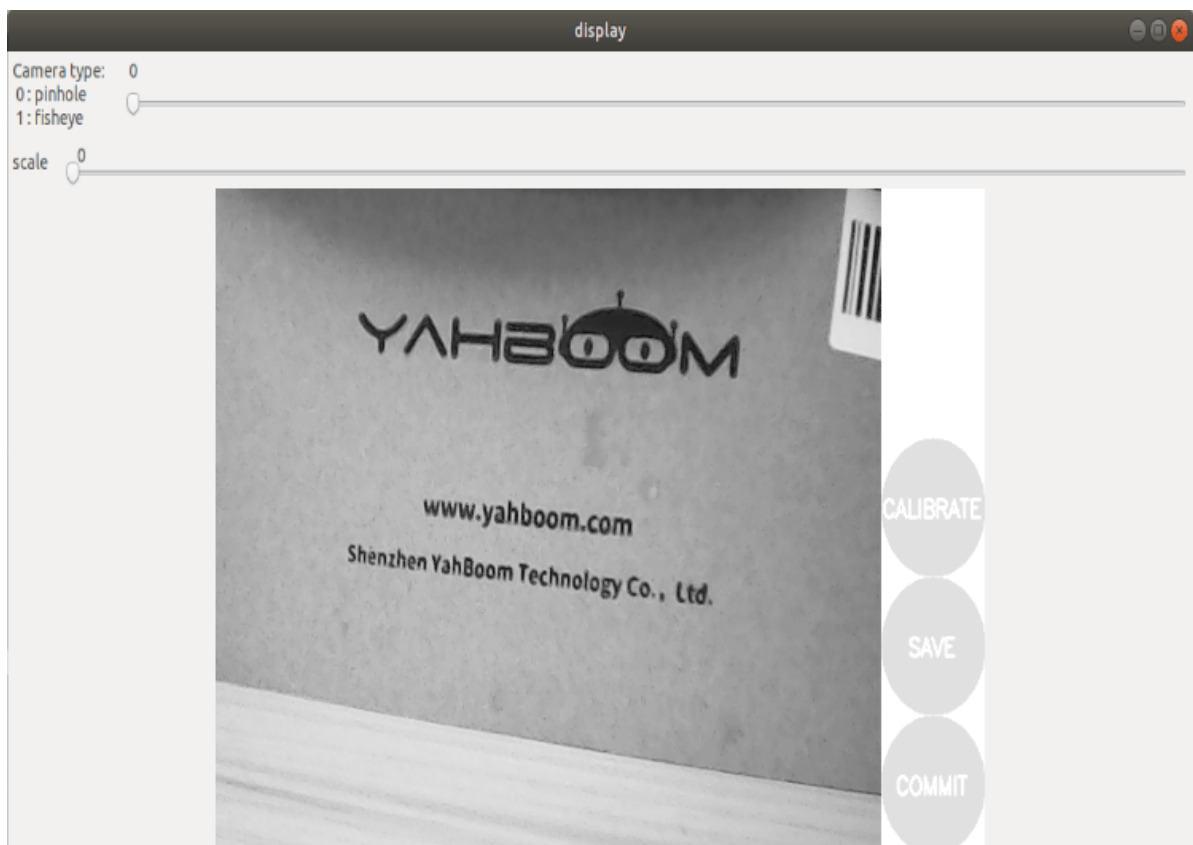 display
Camera type: 0
0 : pinhole
1 : fisheye
scale 0
YAHBOOM
www.yahboom.com
Shenzhen YahBoom Technology Co., Ltd.
CALIBRATE
SAVE
COMMIT